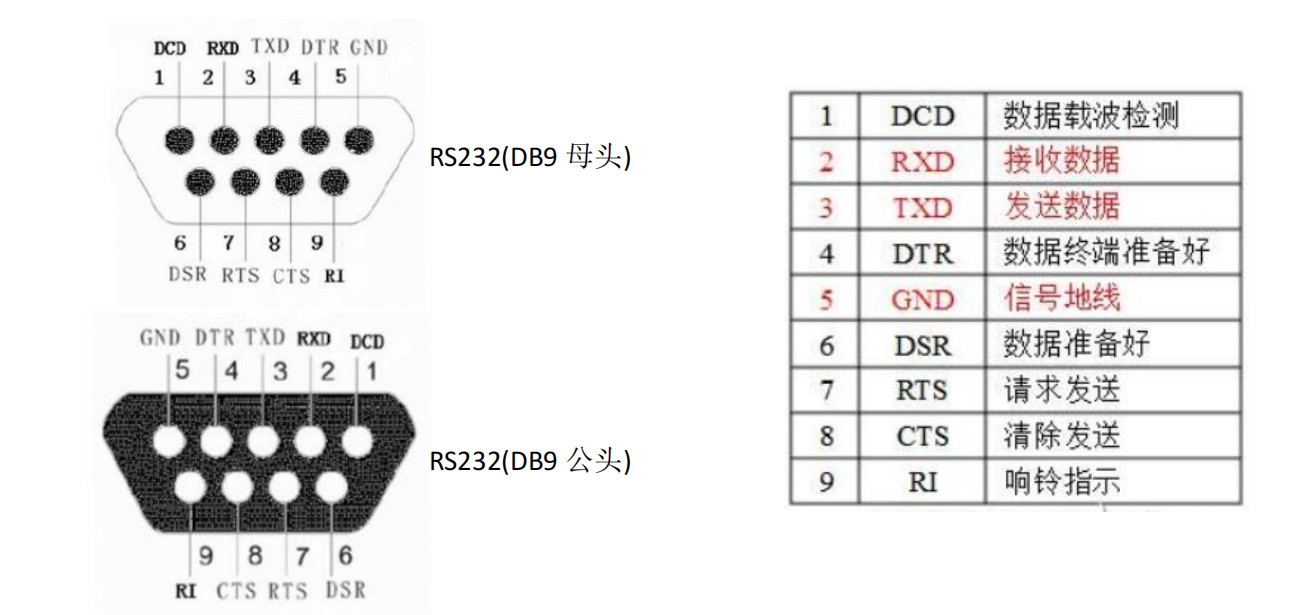 DCD RXD TXD DTR GND
1 2 3 4 5
RS232(DB9 母头)
6 7 8 9
DSR RTS CTS RI
GND DTR TXD RXD DCD
5 4 3 2 1
RS232(DB9 公头)
9 8 7 6
RI CTS RTS DSR
1 DCD 数据载波检测
2 RXD 接收数据
3 TXD 发送数据
4 DTR 数据终端准备好
5 GND 信号地线
6 DSR 数据准备好
7 RTS 请求发送
8 CTS 清除发送
9 RI 响铃指示